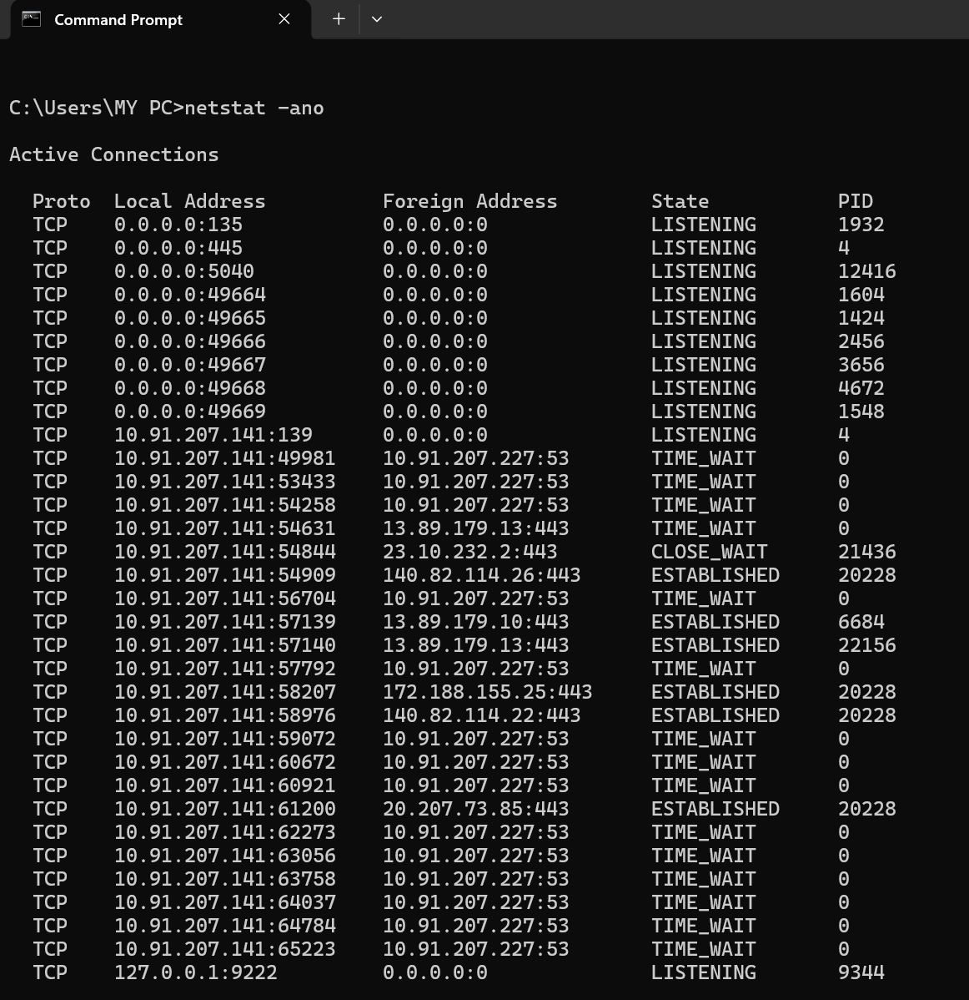 Command Prompt
C:\Users\MY PC>netstat -ano
Active Connections
Proto  Local Address          Foreign Address        State           PID
TCP    0.0.0.0:135            0.0.0.0:0              LISTENING       1932
TCP    0.0.0.0:445            0.0.0.0:0              LISTENING       4
TCP    0.0.0.0:5040           0.0.0.0:0              LISTENING       12416
TCP    0.0.0.0:49664          0.0.0.0:0              LISTENING       1604
TCP    0.0.0.0:49665          0.0.0.0:0              LISTENING       1424
TCP    0.0.0.0:49666          0.0.0.0:0              LISTENING       2456
TCP    0.0.0.0:49667          0.0.0.0:0              LISTENING       3656
TCP    0.0.0.0:49668          0.0.0.0:0              LISTENING       4672
TCP    0.0.0.0:49669          0.0.0.0:0              LISTENING       1548
TCP    10.91.207.141:139      0.0.0.0:0              LISTENING       4
TCP    10.91.207.141:49981    10.91.207.227:53       TIME_WAIT       0
TCP    10.91.207.141:53433    10.91.207.227:53       TIME_WAIT       0
TCP    10.91.207.141:54258    10.91.207.227:53       TIME_WAIT       0
TCP    10.91.207.141:54631    13.89.179.13:443       TIME_WAIT       0
TCP    10.91.207.141:54844    23.10.232.2:443        CLOSE_WAIT      21436
TCP    10.91.207.141:54909    140.82.114.26:443      ESTABLISHED     20228
TCP    10.91.207.141:56704    10.91.207.227:53       TIME_WAIT       0
TCP    10.91.207.141:57139    13.89.179.10:443       ESTABLISHED     6684
TCP    10.91.207.141:57140    13.89.179.13:443       ESTABLISHED     22156
TCP    10.91.207.141:57792    10.91.207.227:53       TIME_WAIT       0
TCP    10.91.207.141:58207    172.188.155.25:443     ESTABLISHED     20228
TCP    10.91.207.141:58976    140.82.114.22:443      ESTABLISHED     20228
TCP    10.91.207.141:59072    10.91.207.227:53       TIME_WAIT       0
TCP    10.91.207.141:60672    10.91.207.227:53       TIME_WAIT       0
TCP    10.91.207.141:60921    10.91.207.227:53       TIME_WAIT       0
TCP    10.91.207.141:61200    20.207.73.85:443       ESTABLISHED     20228
TCP    10.91.207.141:62273    10.91.207.227:53       TIME_WAIT       0
TCP    10.91.207.141:63056    10.91.207.227:53       TIME_WAIT       0
TCP    10.91.207.141:63758    10.91.207.227:53       TIME_WAIT       0
TCP    10.91.207.141:64037    10.91.207.227:53       TIME_WAIT       0
TCP    10.91.207.141:64784    10.91.207.227:53       TIME_WAIT       0
TCP    10.91.207.141:65223    10.91.207.227:53       TIME_WAIT       0
TCP    127.0.0.1:9222         0.0.0.0:0              LISTENING       9344